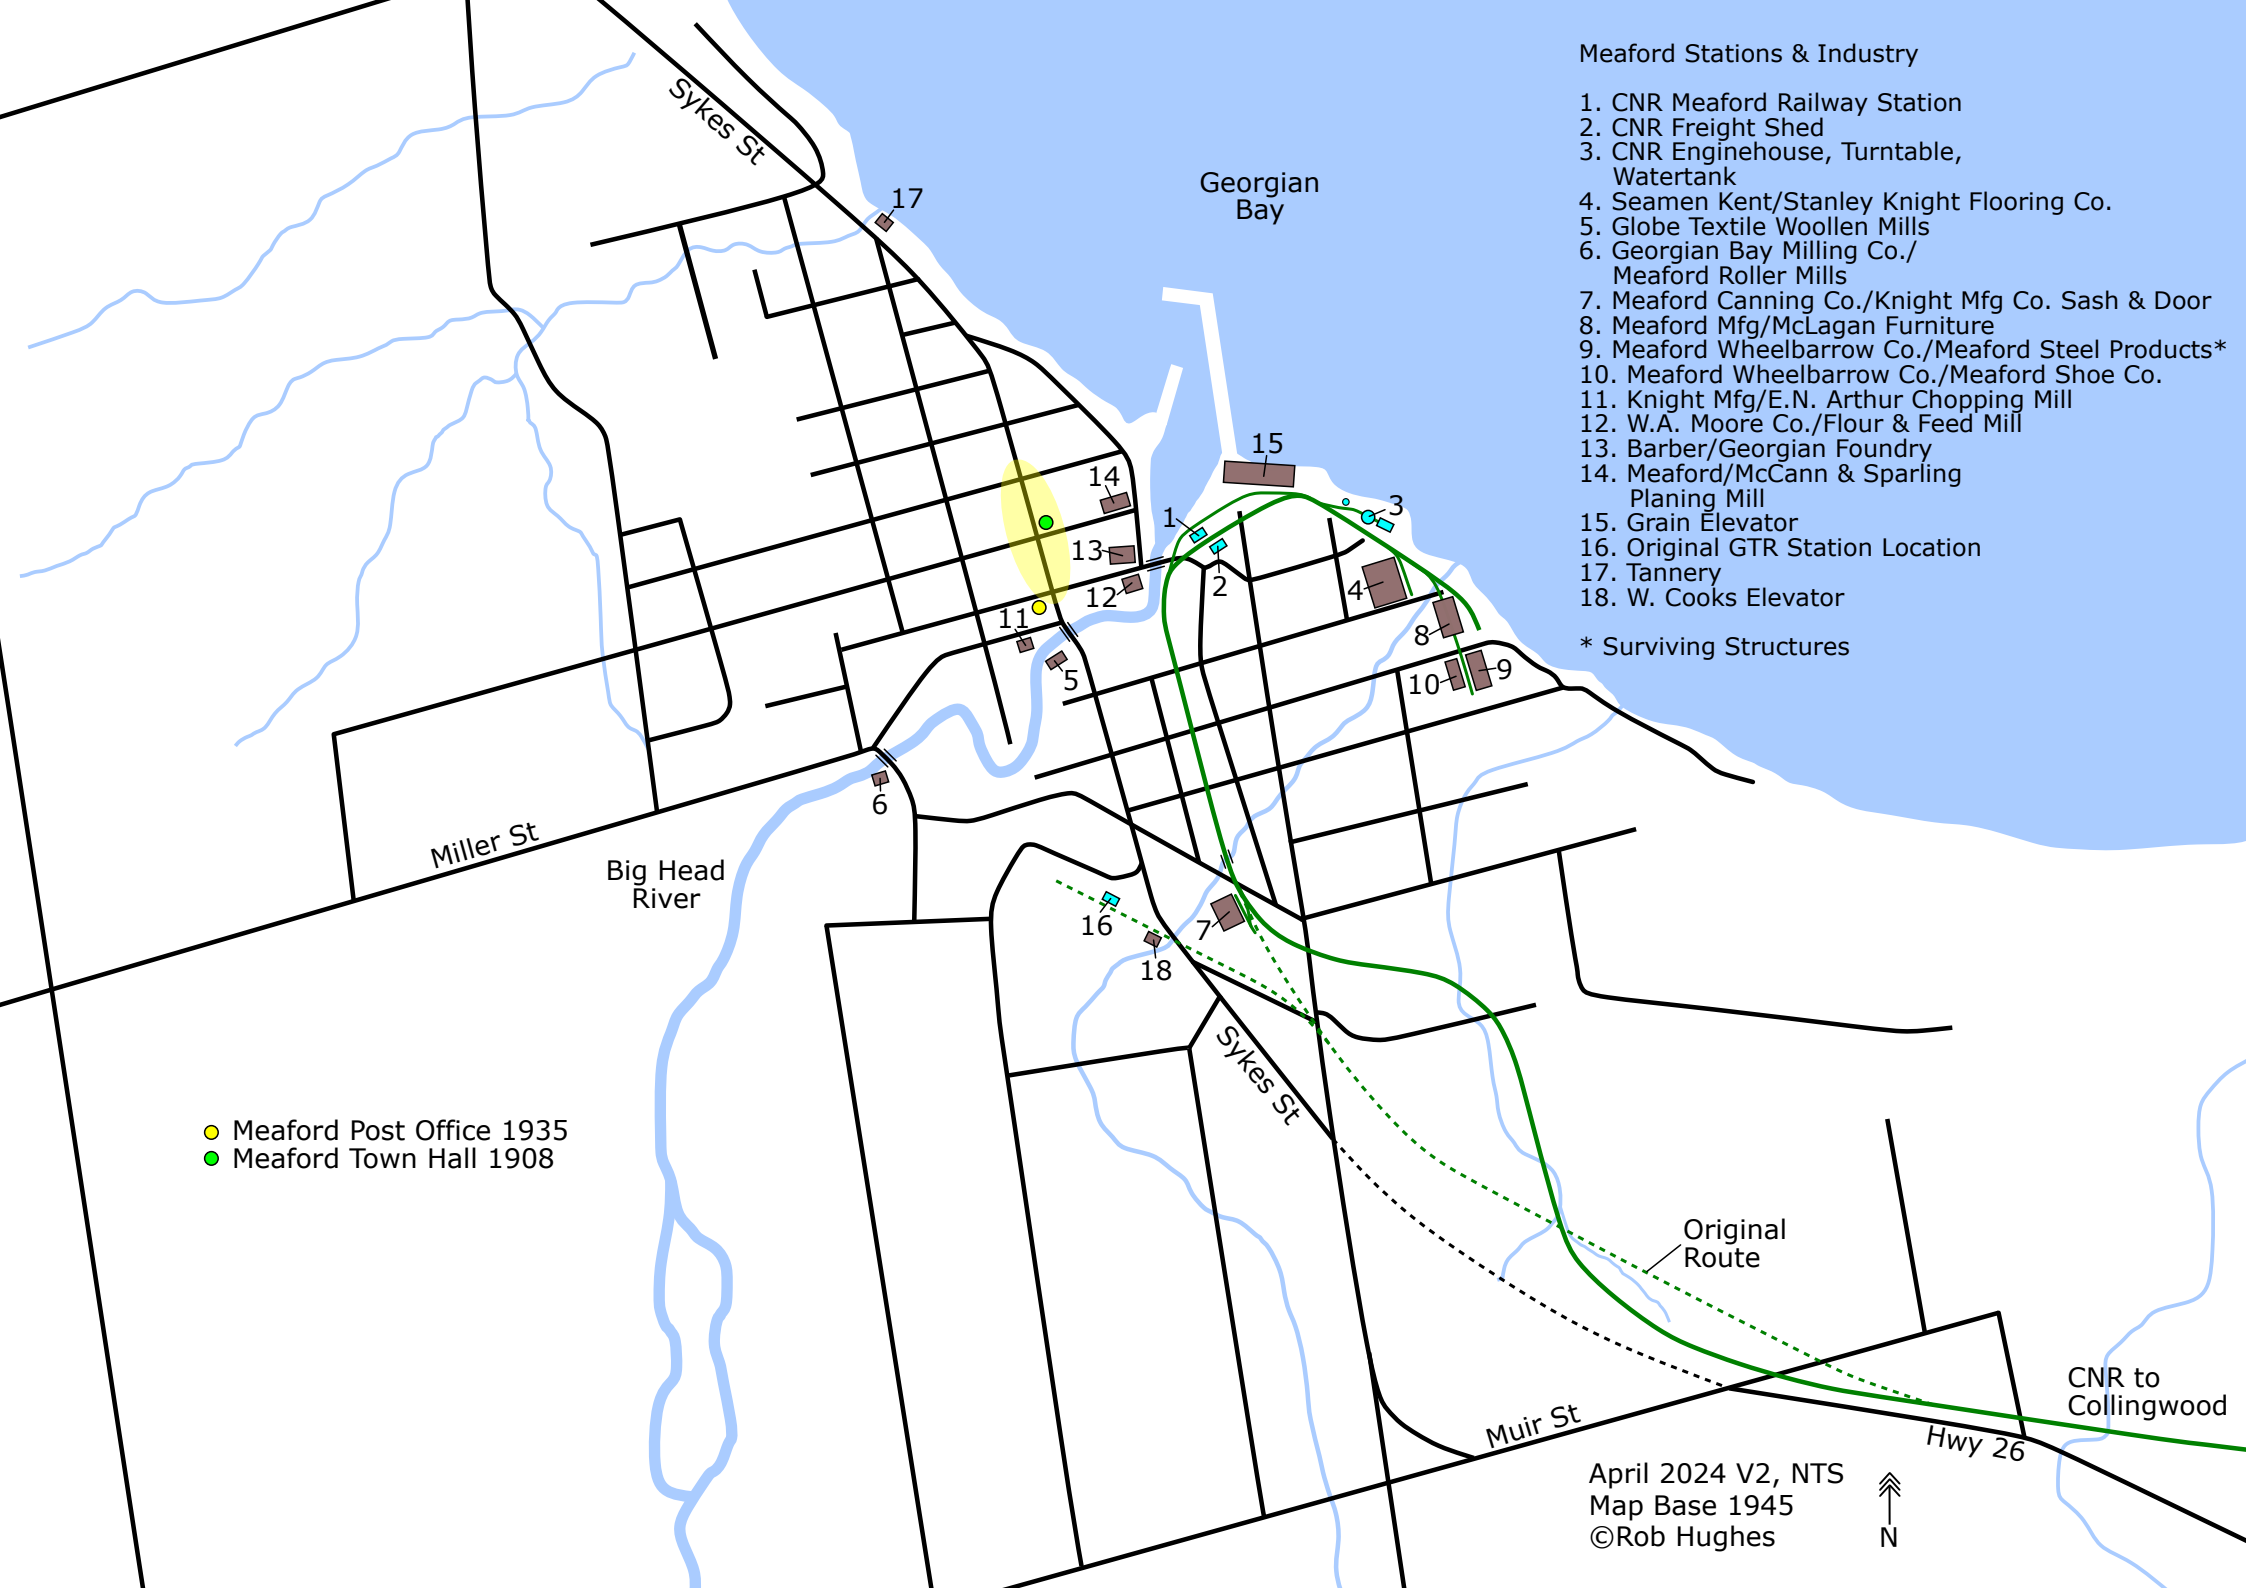 Meaford Stations & Industry
1. CNR Meaford Railway Station
2. CNR Freight Shed
3. CNR Enginehouse, Turntable,
Watertank
4. Seamen Kent/Stanley Knight Flooring Co.
5. Globe Textile Woollen Mills
6. Georgian Bay Milling Co./
Meaford Roller Mills
7. Meaford Canning Co./Knight Mfg Co. Sash & Door
8. Meaford Mfg/McLagan Furniture
9. Meaford Wheelbarrow Co./Meaford Steel Products*
10. Meaford Wheelbarrow Co./Meaford Shoe Co.
11. Knight Mfg/E.N. Arthur Chopping Mill
12. W.A. Moore Co./Flour & Feed Mill
13. Barber/Georgian Foundry
14. Meaford/McCann & Sparling
Planing Mill
15. Grain Elevator
16. Original GTR Station Location
17. Tannery
18. W. Cooks Elevator
* Surviving Structures
Sykes St
17
Georgian
Bay
15
14
1
3
13
2
12
4
11
8
5
10
9
6
Miller St
Big Head
River
16
7
18
Sykes St
Meaford Post Office 1935
Meaford Town Hall 1908
Original
Route
CNR to
Collingwood
Muir St
Hwy 26
April 2024 V2, NTS
Map Base 1945
©Rob Hughes
N